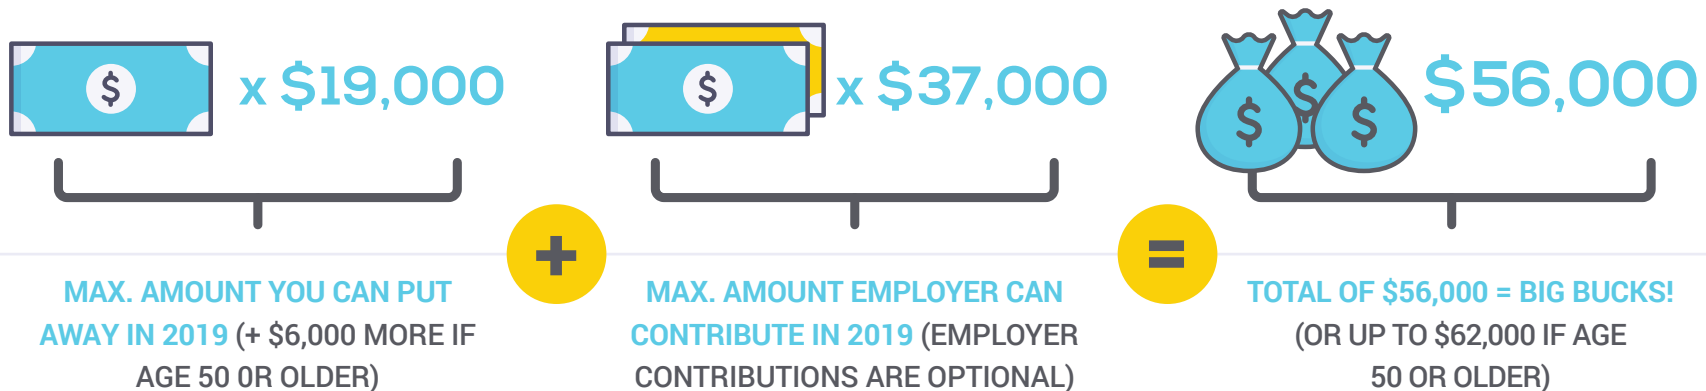 x $19,000
x $37,000
$56,000
+
=
MAX. AMOUNT YOU CAN PUT
AWAY IN 2019 (+ $6,000 MORE IF
AGE 50 0R OLDER)
MAX. AMOUNT EMPLOYER CAN
CONTRIBUTE IN 2019 (EMPLOYER
CONTRIBUTIONS ARE OPTIONAL)
TOTAL OF $56,000 = BIG BUCKS!
(OR UP TO $62,000 IF AGE
50 OR OLDER)